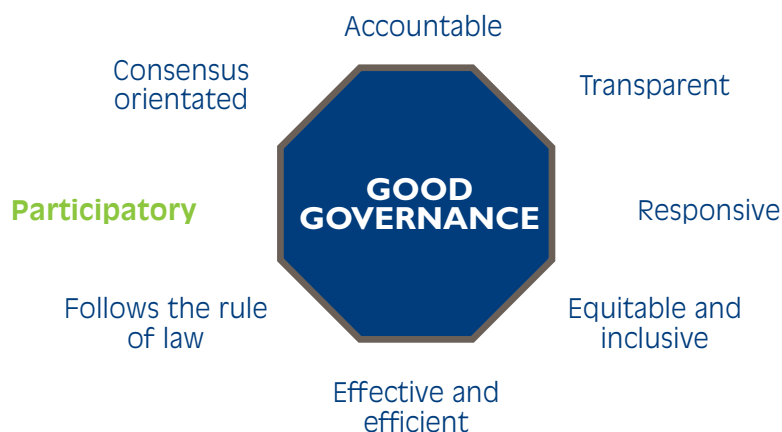 Accountable
Consensus
orientated
Transparent
Participatory
GOOD
GOVERNANCE
Responsive
Follows the rule
of law
Equitable and
inclusive
Effective and
efficient